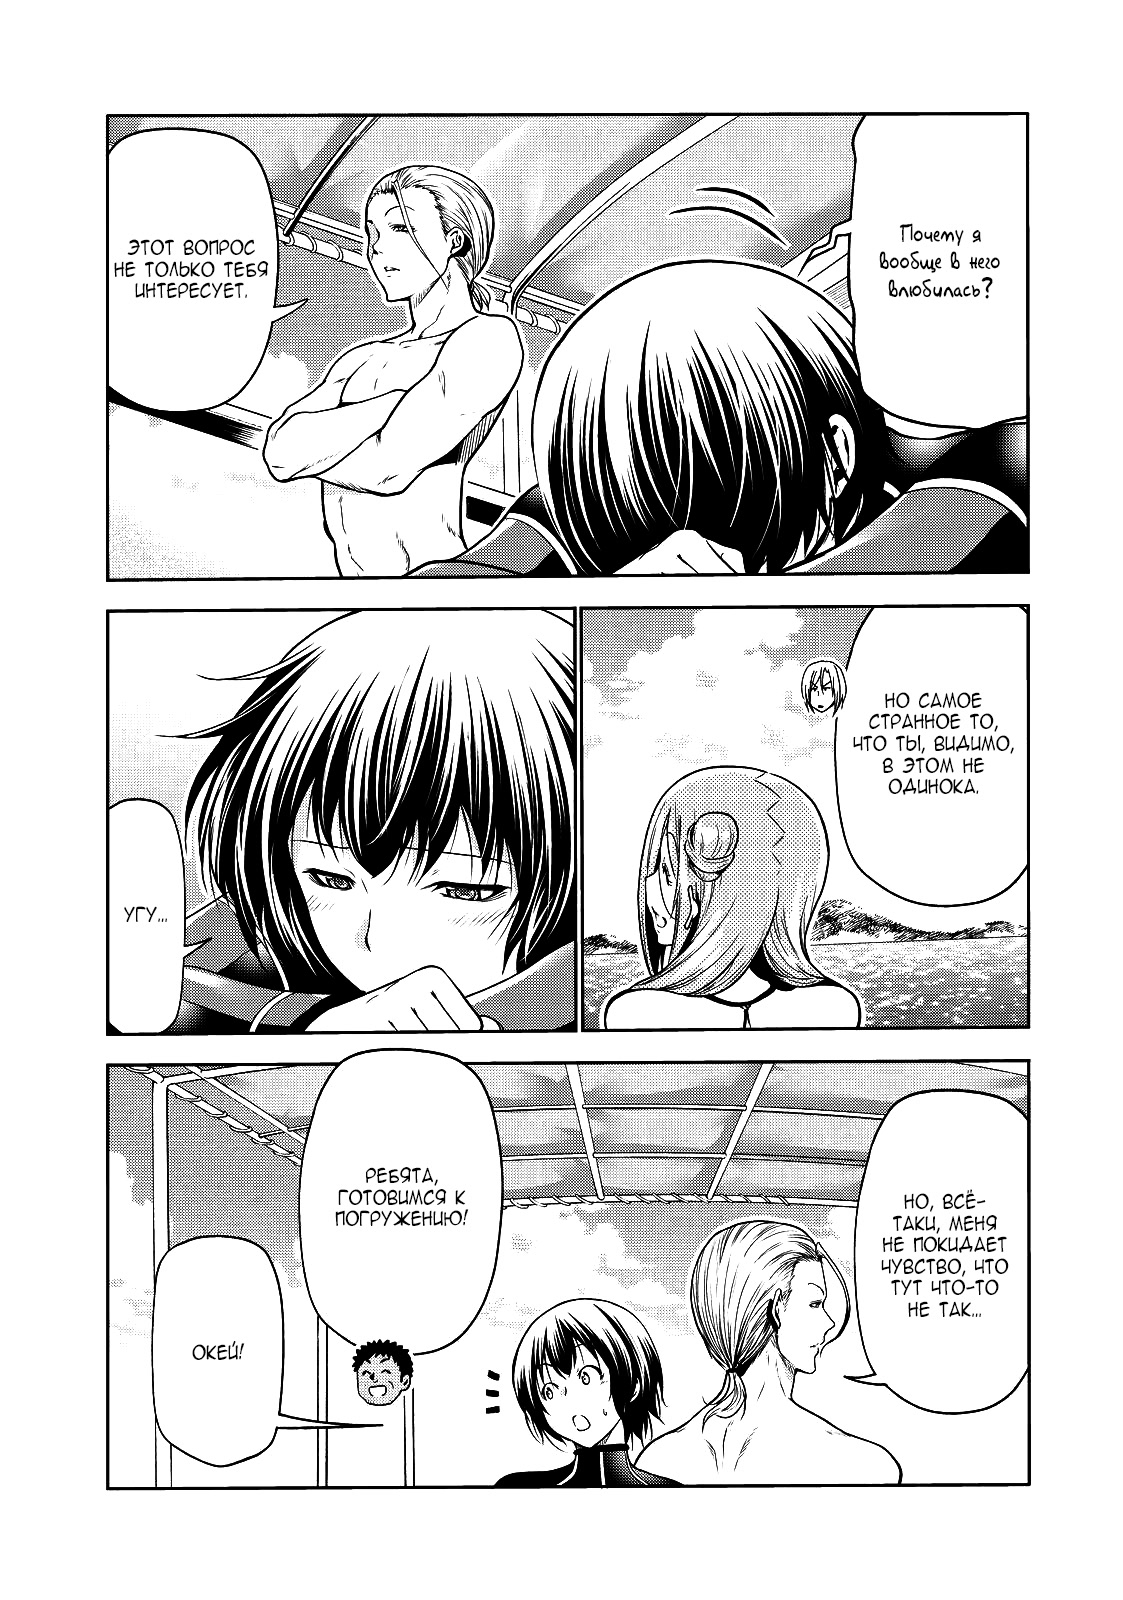 Почему я
вообще в него
влюбилась?
ЭТОТ ВОПРОС
НЕ ТОЛЬКО ТЕБЯ
ИНТЕРЕСУЕТ.
НО САМОЕ
СТРАННОЕ ТО,
ЧТО ТЫ, ВИДИМО,
В ЭТОМ НЕ
ОДИНОКА.
УГУ...
НО, ВСЁ-
ТАКИ, МЕНЯ
НЕ ПОКИДАЕТ
ЧУВСТВО, ЧТО
ТУТ ЧТО-ТО
НЕ ТАК...
РЕБЯТА,
ГОТОВИМСЯ К
ПОГРУЖЕНИЮ!
ОКЕЙ!